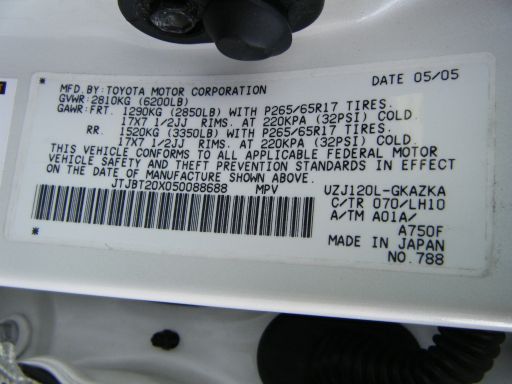 MFD.BY:TOYOTA MOTOR CORPORATION DATE 05/05
GVWR:2810KG (6200LB)
GAWR:FRT. 1290KG (2850LB) WITH P265/65R17 TIRES.
17X7 1/2JJ RIMS. AT 220KPA (32PSI) COLD.
RR. 1520KG (3350LB) WITH P265/65R17 TIRES.
17X7 1/2JJ RIMS. AT 220KPA (32PSI) COLD.
THIS VEHICLE CONFORMS TO ALL APPLICABLE FEDERAL MOTOR
VEHICLE SAFETY AND THEFT PREVENTION STANDARDS IN EFFECT
ON THE DATE OF MANUFACTURE SHOWN ABOVE.
JTJBT20X050088688 MPV UZJ120L-GKAZKA
C/TR 070/LH10
A/TM A01A/
A750F
MADE IN JAPAN
NO.788